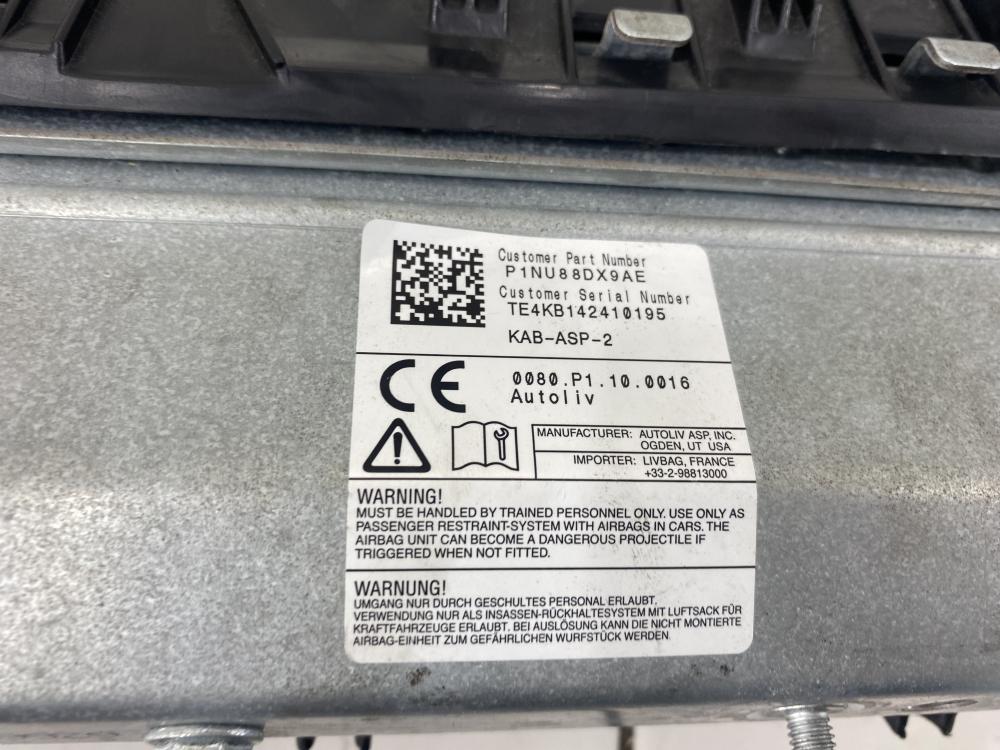 Customer Part Number
P1NU88DX9AE
Customer Serial Number
TE4KB142410195
KAB-ASP-2
CE
0080.P1.10.0016
Autoliv
MANUFACTURER: AUTOLIV ASP, INC.
OGDEN, UT USA
IMPORTER: LIVBAG, FRANCE
+33-2-98813000
WARNING!
MUST BE HANDLED BY TRAINED PERSONNEL ONLY. USE ONLY AS
PASSENGER RESTRAINT-SYSTEM WITH AIRBAGS IN CARS. THE
AIRBAG UNIT CAN BECOME A DANGEROUS PROJECTILE IF
TRIGGERED WHEN NOT FITTED.
WARNUNG!
UMGANG NUR DURCH GESCHULTES PERSONAL ERLAUBT.
VERWENDUNG NUR ALS INSASSEN-RÜCKHALTESYSTEM MIT LUFTSACK FÜR
KRAFTFAHRZEUGE ERLAUBT. BEI AUSLÖSUNG KANN DIE NICHT MONTIERTE
AIRBAG-EINHEIT ZUM GEFÄHRLICHEN WURFSTÜCK WERDEN.